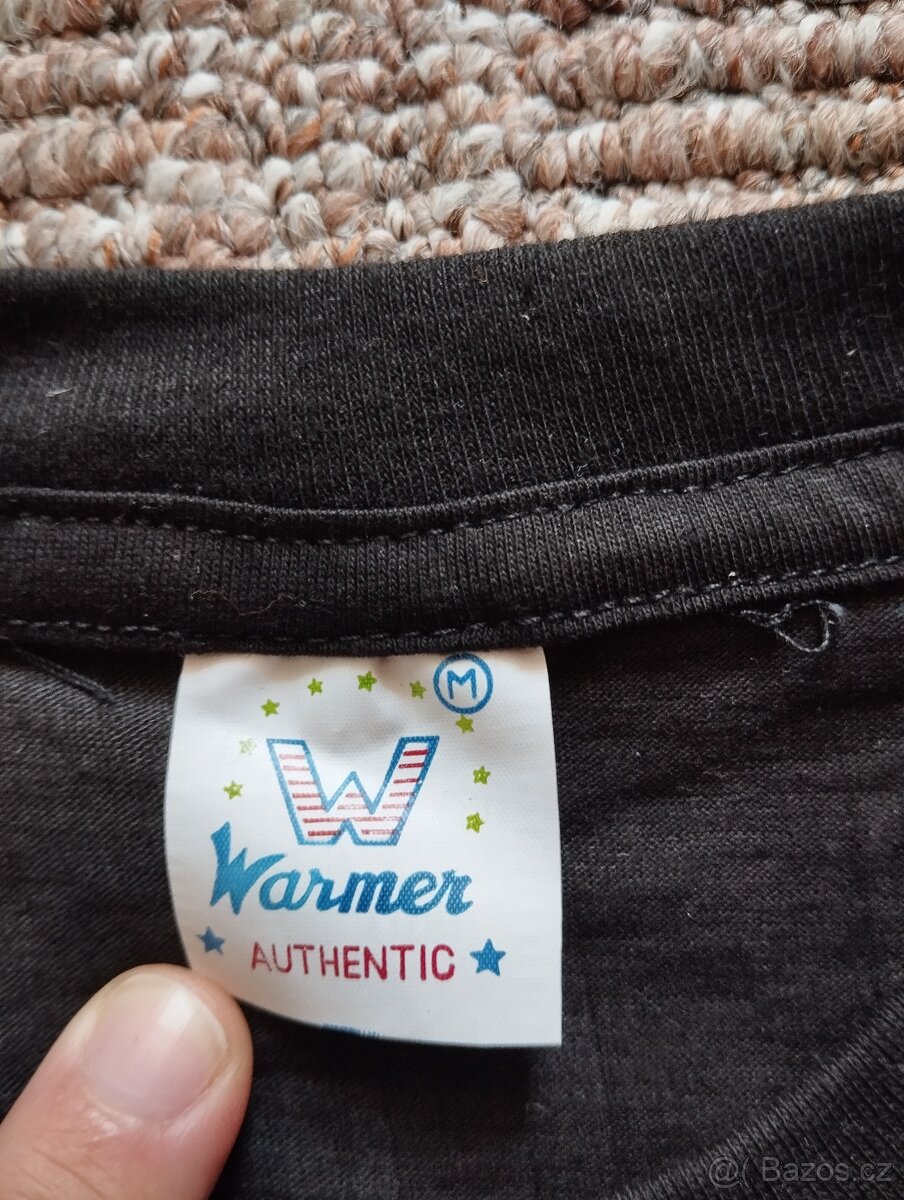 M
W
Warmer
AUTHENTIC
@( Bazos.cz